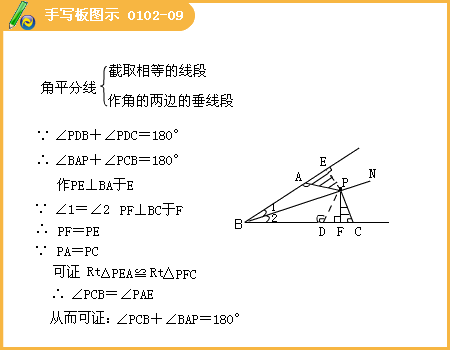 手写板图示 0102-09
角平分线
截取相等的线段
作角的两边的垂线段
∵ ∠PDB＋∠PDC＝180°
∴ ∠BAP＋∠PCB＝180°
作PE⊥BA于E
∵ ∠1＝∠2 PF⊥BC于F
∴ PF＝PE
∵ PA＝PC
可证 Rt△PEA≌Rt△PFC
∴ ∠PCB＝∠PAE
从而可证：∠PCB＋∠BAP＝180°
E
A
P
N
1
2
B
D
F
C